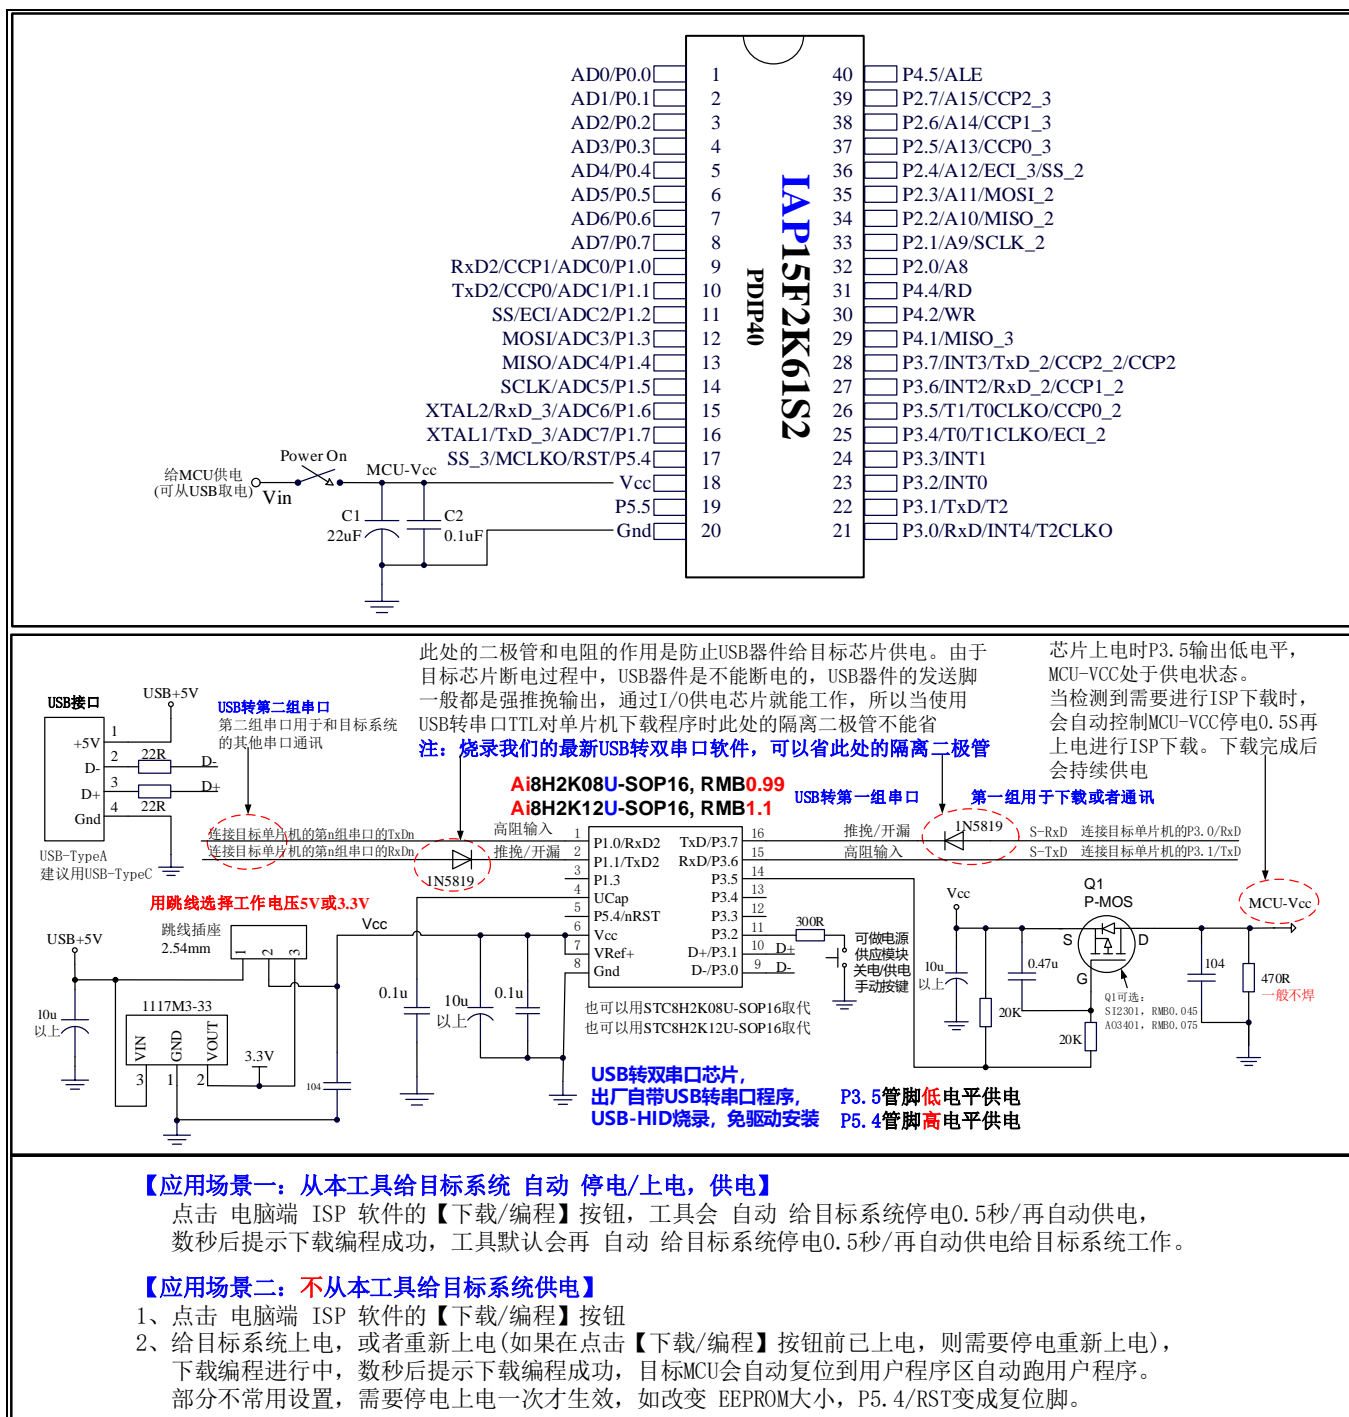 AD0/P0.0 1 40 P4.5/ALE
AD1/P0.1 2 39 P2.7/A15/CCP2_3
AD2/P0.2 3 38 P2.6/A14/CCP1_3
AD3/P0.3 4 37 P2.5/A13/CCP0_3
AD4/P0.4 5 36 P2.4/A12/ECI_3/SS_2
AD5/P0.5 6 35 P2.3/A11/MOSI_2
AD6/P0.6 7 34 P2.2/A10/MISO_2
AD7/P0.7 8 33 P2.1/A9/SCLK_2
RxD2/CCP1/ADC0/P1.0 9 32 P2.0/A8
TxD2/CCP0/ADC1/P1.1 10 31 P4.4/RD
SS/ECI/ADC2/P1.2 11 30 P4.2/WR
MOSI/ADC3/P1.3 12 29 P4.1/MISO_3
MISO/ADC4/P1.4 13 28 P3.7/INT3/TxD_2/CCP2_2/CCP2
SCLK/ADC5/P1.5 14 27 P3.6/INT2/RxD_2/CCP1_2
XTAL2/RxD_3/ADC6/P1.6 15 26 P3.5/T1/T0CLKO/CCP0_2
XTAL1/TxD_3/ADC7/P1.7 16 25 P3.4/T0/T1CLKO/ECI_2
SS_3/MCLKO/RST/P5.4 17 24 P3.3/INT1
Vcc 18 23 P3.2/INT0
P5.5 19 22 P3.1/TxD/T2
Gnd 20 21 P3.0/RxD/INT4/T2CLKO
IAP15F2K61S2
PDIP40
Power On
给MCU供电
(可从USB取电)
Vin
MCU-Vcc
C1
22uF
C2
0.1uF
此处的二极管和电阻的作用是防止USB器件给目标芯片供电。由于
目标芯片断电过程中，USB器件是不能断电的，USB器件的发送脚
一般都是强推挽输出，通过I/O供电芯片就能工作，所以当使用
USB转串口TTL对单片机下载程序时此处的隔离二极管不能省
注：烧录我们的最新USB转双串口软件，可以省此处的隔离二极管
芯片上电时P3.5输出低电平，
MCU-VCC处于供电状态。
当检测到需要进行ISP下载时，
会自动控制MCU-VCC停电0.5S再
上电进行ISP下载。下载完成后
会持续供电
USB接口
USB+5V
+5V 1
D- 2 22R D-
D+ 3 22R D+
Gnd 4
USB-TypeA
建议用USB-TypeC
USB转第二组串口
第二组串口用于和目标系统
的其他串口通讯
Ai8H2K08U-SOP16, RMB0.99
Ai8H2K12U-SOP16, RMB1.1
USB转第一组串口
第一组用于下载或者通讯
连接目标单片机的第n组串口的TxDn
连接目标单片机的第n组串口的RxDn
高阻输入
推挽/开漏
1N5819
1 P1.0/RxD2 TxD/P3.7 16
2 P1.1/TxD2 RxD/P3.6 15
3 P1.3 P3.5 14
4 UCap P3.4 13
5 P5.4/nRST P3.3 12
6 Vcc P3.2 11
7 VRef+ D+/P3.1 10 D+
8 Gnd D-/P3.0 9 D-
推挽/开漏
高阻输入
1N5819
S-RxD 连接目标单片机的P3.0/RxD
S-TxD 连接目标单片机的P3.1/TxD
300R
可做电源
供应模块
关电/供电
手动按键
用跳线选择工作电压5V或3.3V
USB+5V
跳线插座
2.54mm
1 2 3
10u
以上
1117M3-33
VIN GND VOUT
3 1 2
3.3V
104
Vcc
0.1u
10u
以上
0.1u
也可以用STC8H2K08U-SOP16取代
也可以用STC8H2K12U-SOP16取代
Vcc
10u
以上
20K
0.47u
Q1
P-MOS
S D
G
Q1可选:
SI2301, RMB0.045
AO3401, RMB0.075
20K
104
470R
一般不焊
MCU-Vcc
USB转双串口芯片，
出厂自带USB转串口程序，
USB-HID烧录，免驱动安装
P3.5管脚低电平供电
P5.4管脚高电平供电
【应用场景一：从本工具给目标系统 自动 停电/上电，供电】
点击 电脑端 ISP 软件的【下载/编程】按钮，工具会 自动 给目标系统停电0.5秒/再自动供电，
数秒后提示下载编程成功，工具默认会再 自动 给目标系统停电0.5秒/再自动供电给目标系统工作。
【应用场景二：不从本工具给目标系统供电】
1、点击 电脑端 ISP 软件的【下载/编程】按钮
2、给目标系统上电，或者重新上电(如果在点击【下载/编程】按钮前已上电，则需要停电重新上电)，
下载编程进行中，数秒后提示下载编程成功，目标MCU会自动复位到用户程序区自动跑用户程序。
部分不常用设置，需要停电上电一次才生效，如改变 EEPROM大小，P5.4/RST变成复位脚。